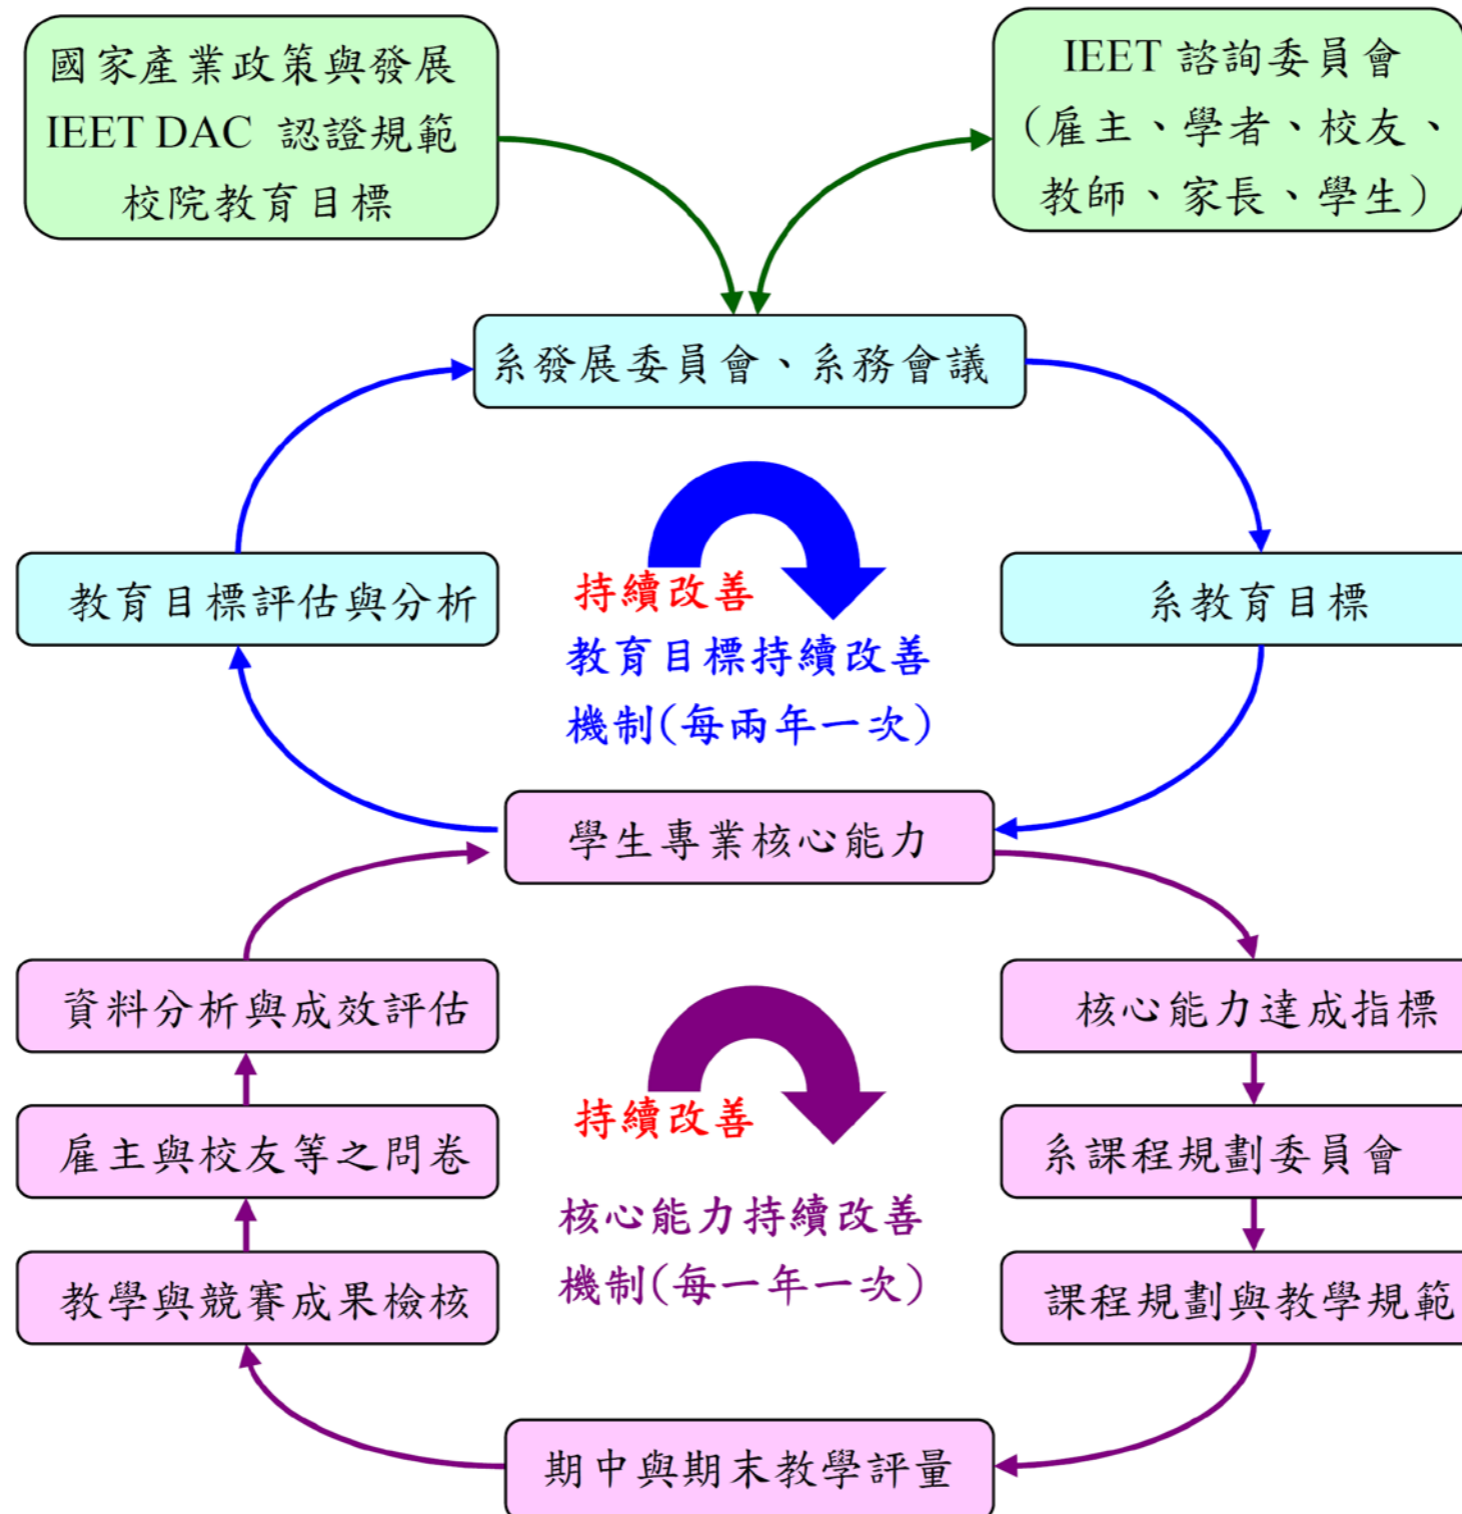 國家產業政策與發展
IEET DAC 認證規範
校院教育目標
IEET 諮詢委員會
（雇主、學者、校友、
教師、家長、學生）
系發展委員會、系務會議
教育目標評估與分析
系教育目標
持續改善
教育目標持續改善
機制(每兩年一次)
學生專業核心能力
資料分析與成效評估
核心能力達成指標
持續改善
雇主與校友等之問卷
系課程規劃委員會
核心能力持續改善
機制(每一年一次)
教學與競賽成果檢核
課程規劃與教學規範
期中與期末教學評量